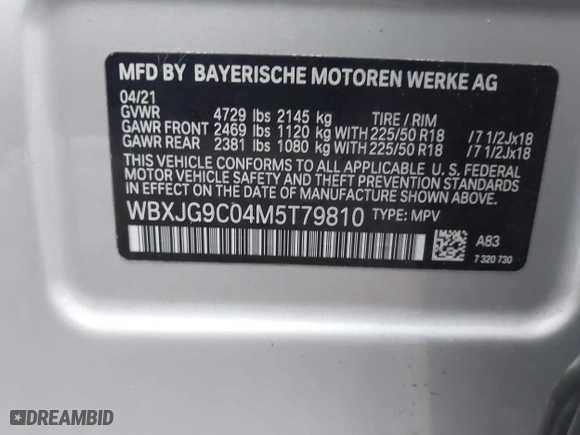 MFD BY BAYERISCHE MOTOREN WERKE AG
04/21
GVWR 4729 lbs 2145 kg TIRE / RIM
GAWR FRONT 2469 lbs 1120 kg WITH 225/50 R18 /7 1/2Jx18
GAWR REAR 2381 lbs 1080 kg WITH 225/50 R18 /7 1/2Jx18
THIS VEHICLE CONFORMS TO ALL APPLICABLE U. S. FEDERAL
MOTOR VEHICLE SAFETY, BUMPER, AND THEFT PREVENTION STANDARDS
IN EFFECT ON THE DATE OF MANUFACTURE SHOWN ABOVE.
WBXJG9C04M5T79810 TYPE: MPV
A83
7 320 730
DREAMBID